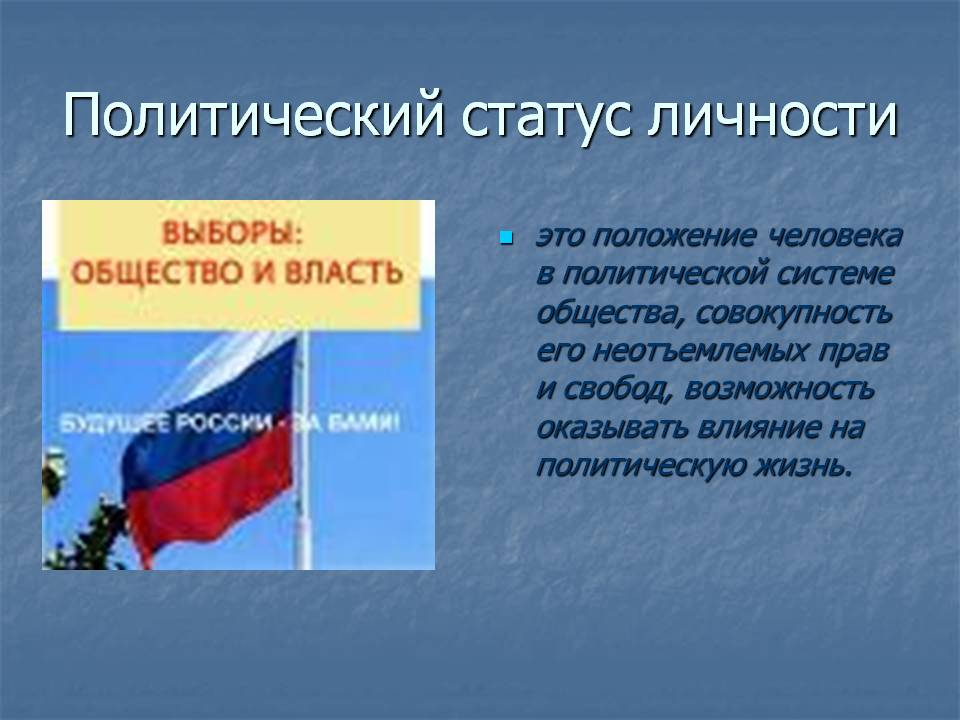 Политический статус личности
ВЫБОРЫ:
ОБЩЕСТВО И ВЛАСТЬ
БУДУЩЕЕ РОССИИ - ЗА ВАМИ!
это положение человека
в политической системе
общества, совокупность
его неотъемлемых прав
и свобод, возможность
оказывать влияние на
политическую жизнь.